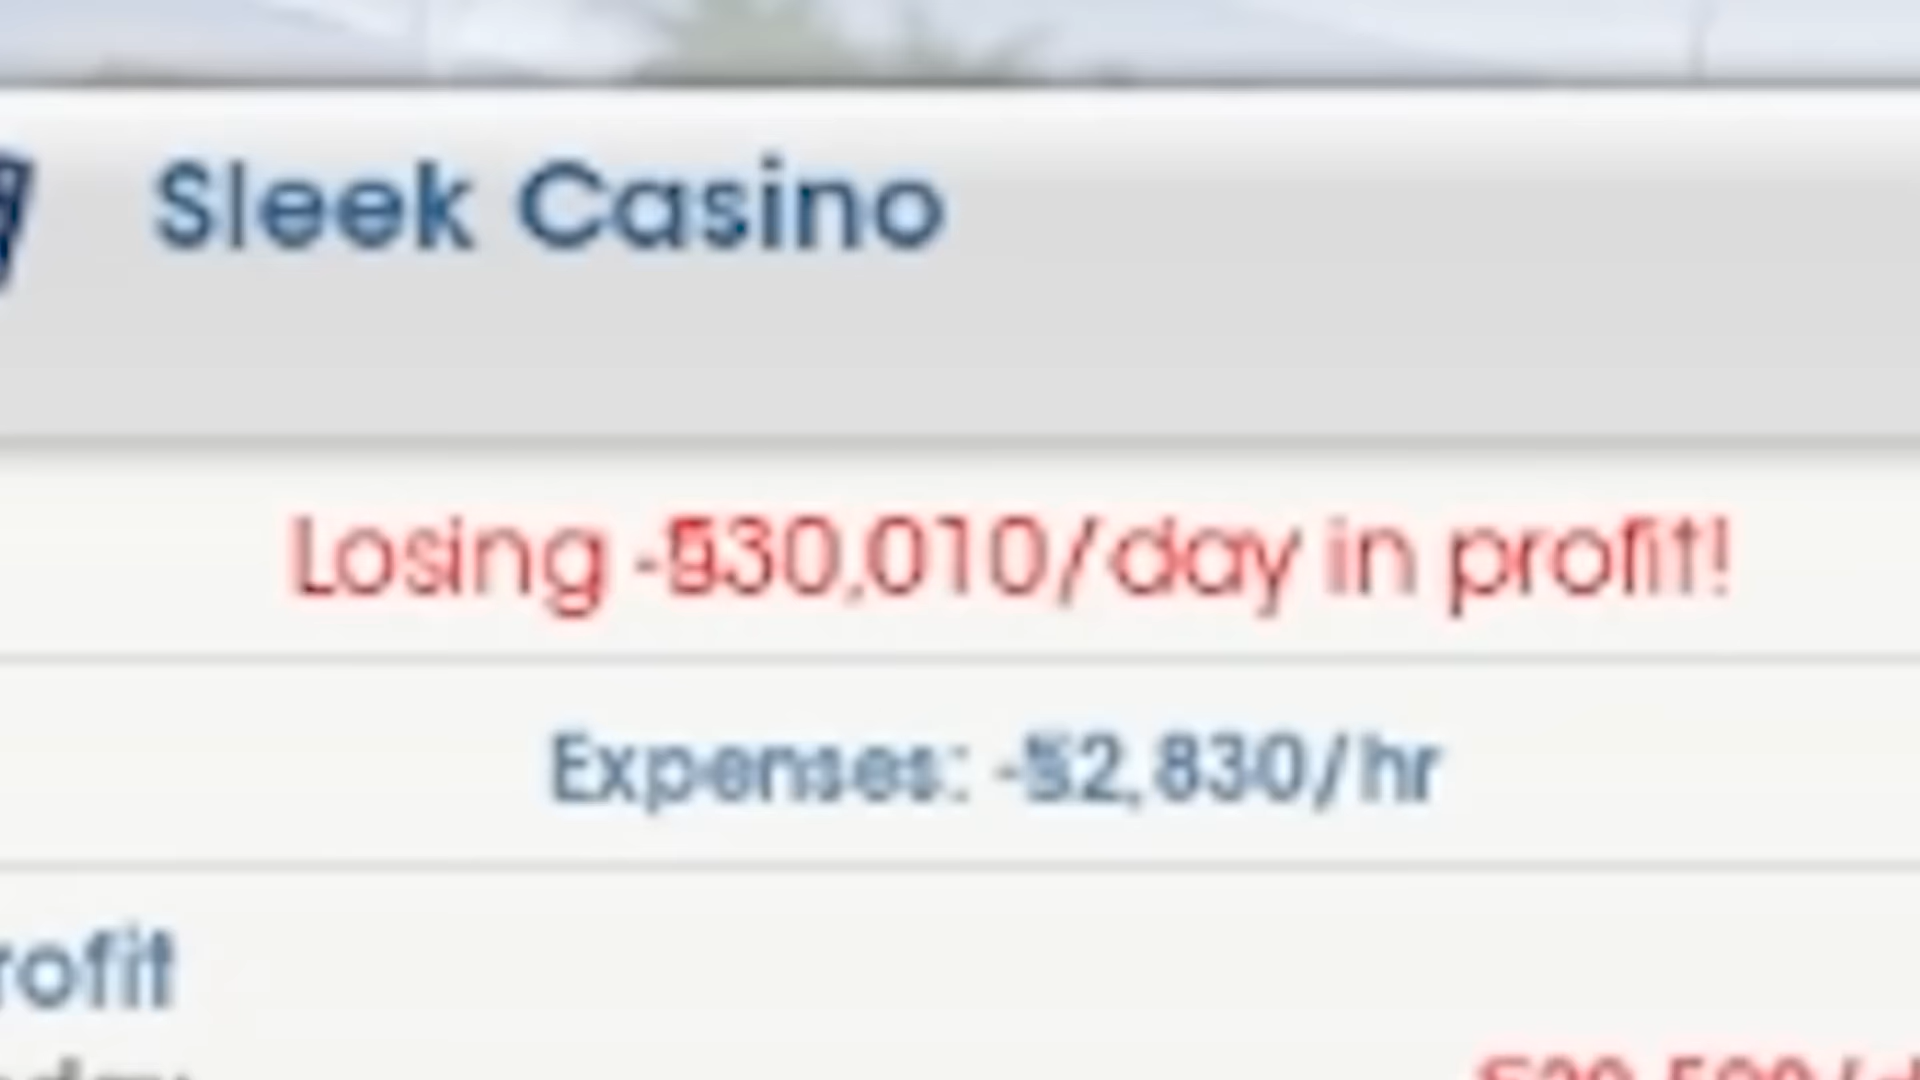 Sleek Casino
Losing -§30,010/day in profit!
Expenses: -§2,830/hr
rofit